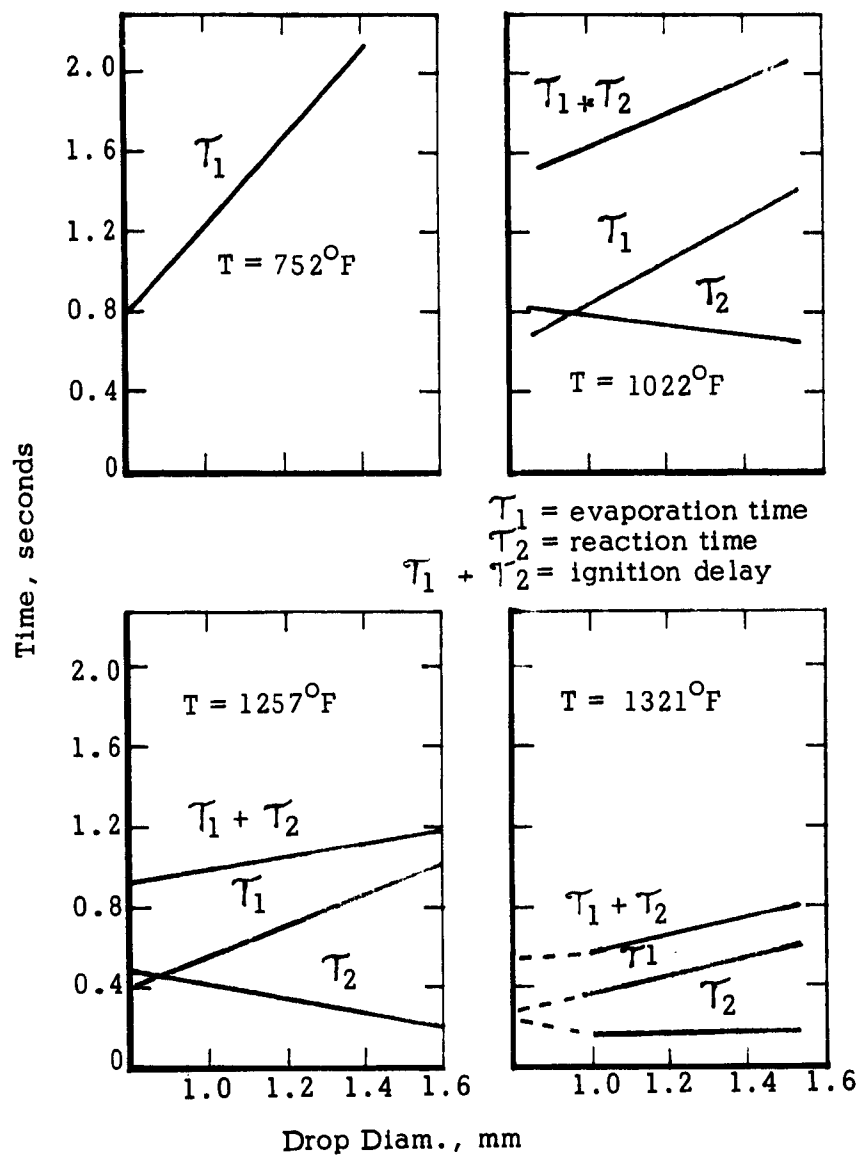 2.0
1.6
1.2
0.8
0.4
0
τ1
T = 752°F
τ1 + τ2
τ1
τ2
T = 1022°F
Time, seconds
τ1 = evaporation time
τ2 = reaction time
τ1 + τ2 = ignition delay
2.0
1.6
1.2
0.8
0.4
0
T = 1257°F
τ1 + τ2
τ1
τ2
1.0 1.2 1.4 1.6
T = 1321°F
τ1 + τ2
τ1
τ2
1.0 1.2 1.4 1.6
Drop Diam., mm